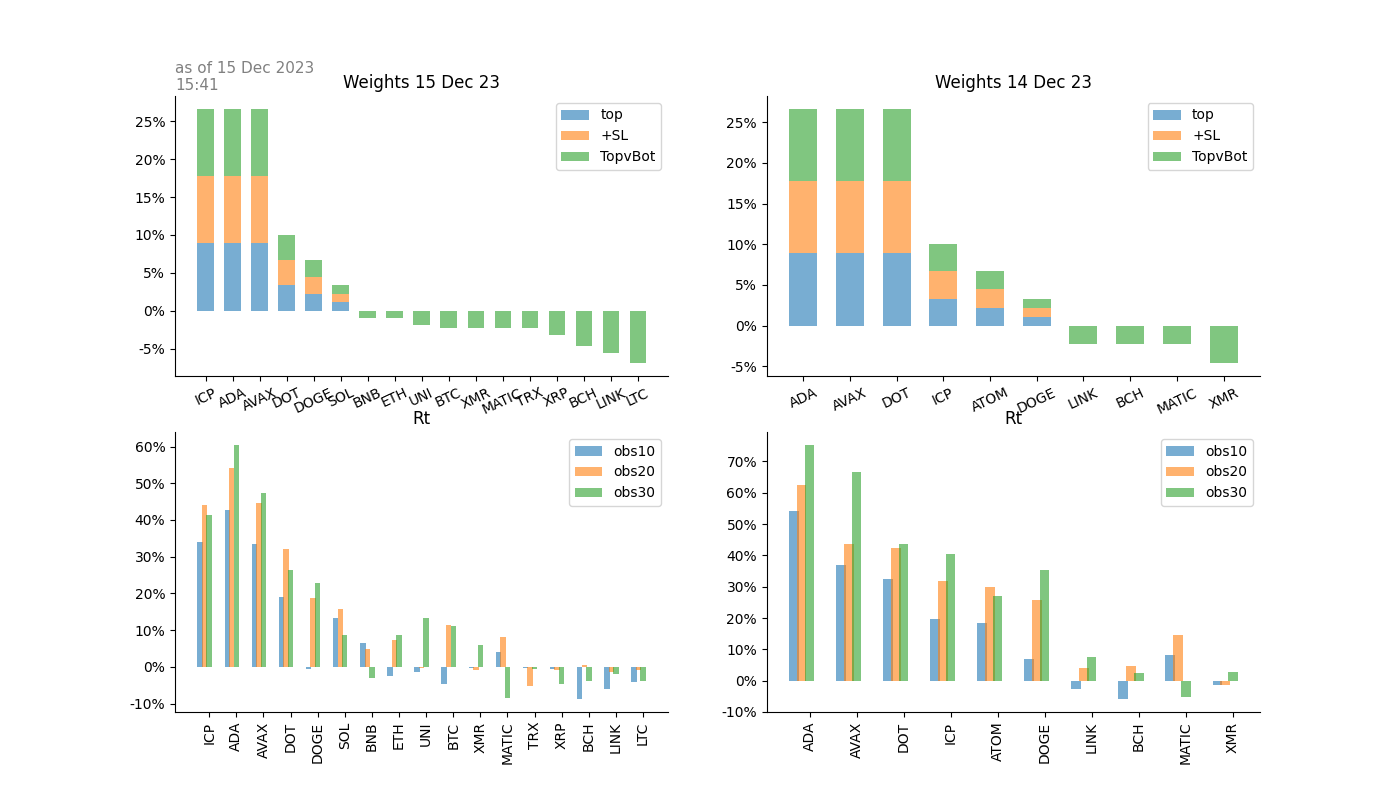 as of 15 Dec 2023
15:41
Weights 15 Dec 23
25%
20%
15%
10%
5%
0%
-5%
top
+SL
TopvBot
ICP ADA AVAX DOT DOGE SOL BNB ETH UNI BTC XMR MATIC TRX XRP BCH LINK LTC
Weights 14 Dec 23
25%
20%
15%
10%
5%
0%
-5%
top
+SL
TopvBot
ADA AVAX DOT ICP ATOM DOGE LINK BCH MATIC XMR
Rt
60%
50%
40%
30%
20%
10%
0%
-10%
obs10
obs20
obs30
ICP ADA AVAX DOT DOGE SOL BNB ETH UNI BTC XMR MATIC TRX XRP BCH LINK LTC
Rt
70%
60%
50%
40%
30%
20%
10%
0%
-10%
obs10
obs20
obs30
ADA AVAX DOT ICP ATOM DOGE LINK BCH MATIC XMR